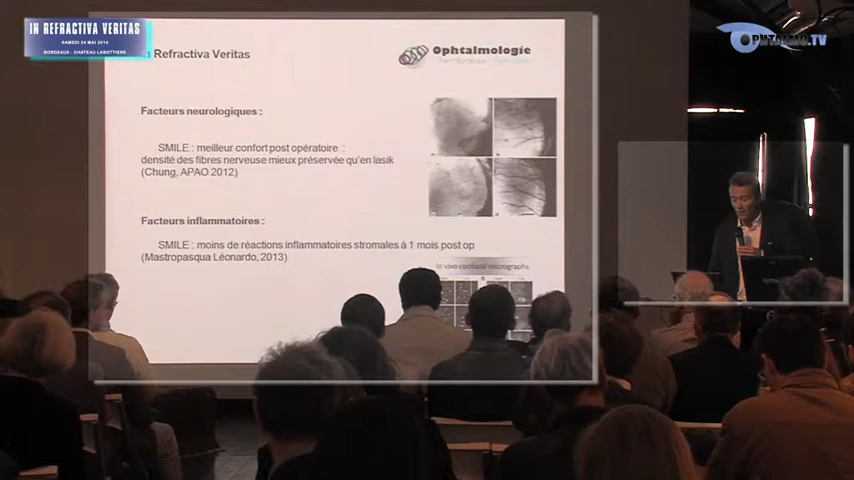 IN REFRACTIVA VERITAS
SAMEDI 24 MAI 2014
BORDEAUX - CHATEAU LABOTTIERE
OPHTALMO.TV
In Refractiva Veritas
Ophtalmologie
Facteurs neurologiques :
SMILE : meilleur confort post opératoire :
densité des fibres nerveuse mieux préservée qu'en lasik
(Chung, APAO 2012)
Facteurs inflammatoires :
SMILE : moins de réactions inflammatoires stromales à 1 mois post op
(Mastropasqua Léonardo, 2013)
In vivo confocal micrographs